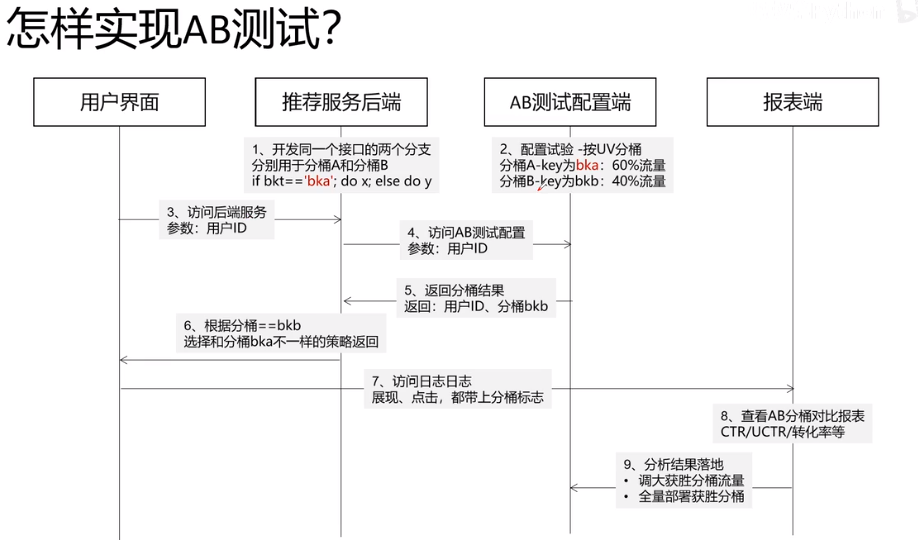 怎样实现AB测试？
用户界面
推荐服务后端
AB测试配置端
报表端
1、开发同一个接口的两个分支
分别用于分桶A和分桶B
if bkt=='bka'; do x; else do y
2、配置试验 -按UV分桶
分桶A-key为bka：60%流量
分桶B-key为bkb：40%流量
3、访问后端服务
参数：用户ID
4、访问AB测试配置
参数：用户ID
5、返回分桶结果
返回：用户ID、分桶bkb
6、根据分桶==bkb
选择和分桶bka不一样的策略返回
7、访问日志日志
展现、点击，都带上分桶标志
8、查看AB分桶对比报表
CTR/UCTR/转化率等
9、分析结果落地
• 调大获胜分桶流量
• 全量部署获胜分桶